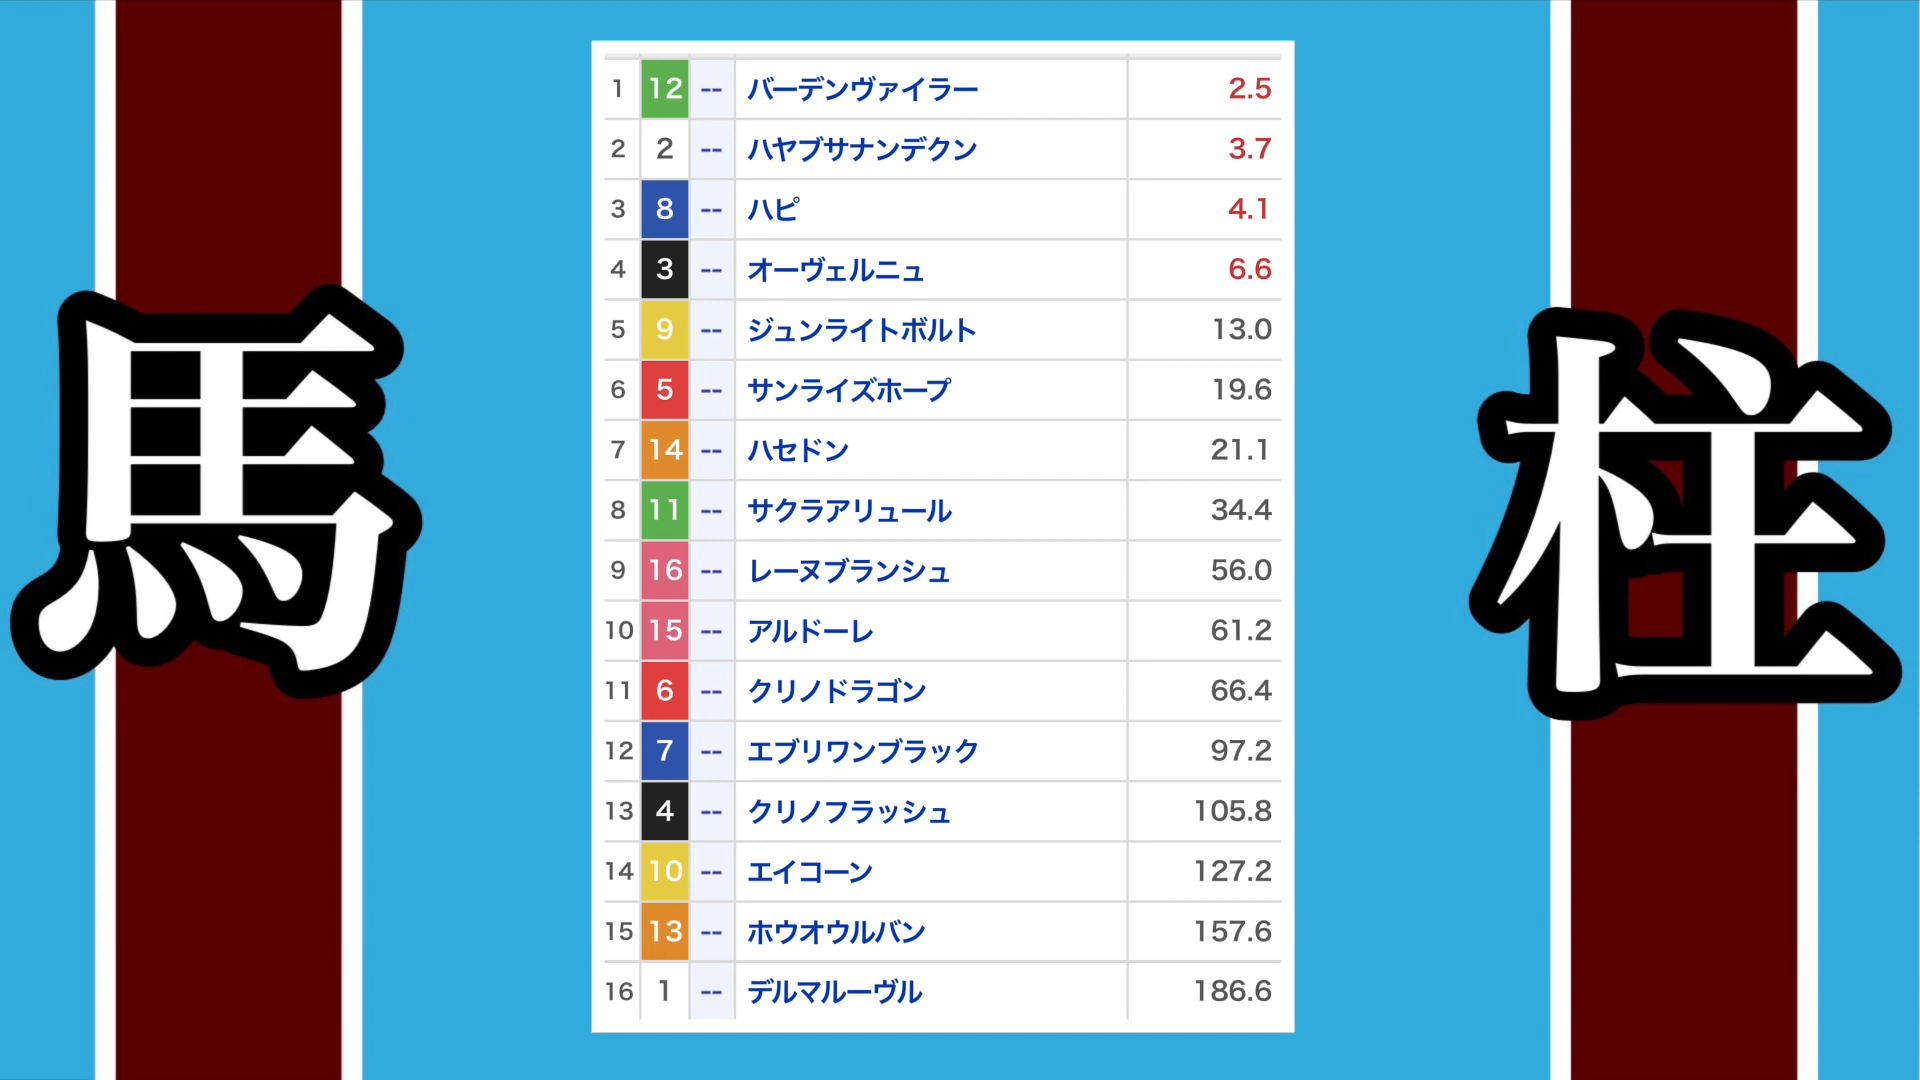 馬
1 12 -- バーデンヴァイラー 2.5
2 2 -- ハヤブサナンデクン 3.7
3 8 -- ハピ 4.1
4 3 -- オーヴェルニュ 6.6
5 9 -- ジュンライトボルト 13.0
6 5 -- サンライズホープ 19.6
7 14 -- ハセドン 21.1
8 11 -- サクラアリュール 34.4
9 16 -- レーヌブランシュ 56.0
10 15 -- アルドーレ 61.2
11 6 -- クリノドラゴン 66.4
12 7 -- エブリワンブラック 97.2
13 4 -- クリノフラッシュ 105.8
14 10 -- エイコーン 127.2
15 13 -- ホウオウルバン 157.6
16 1 -- デルマルーヴル 186.6
柱